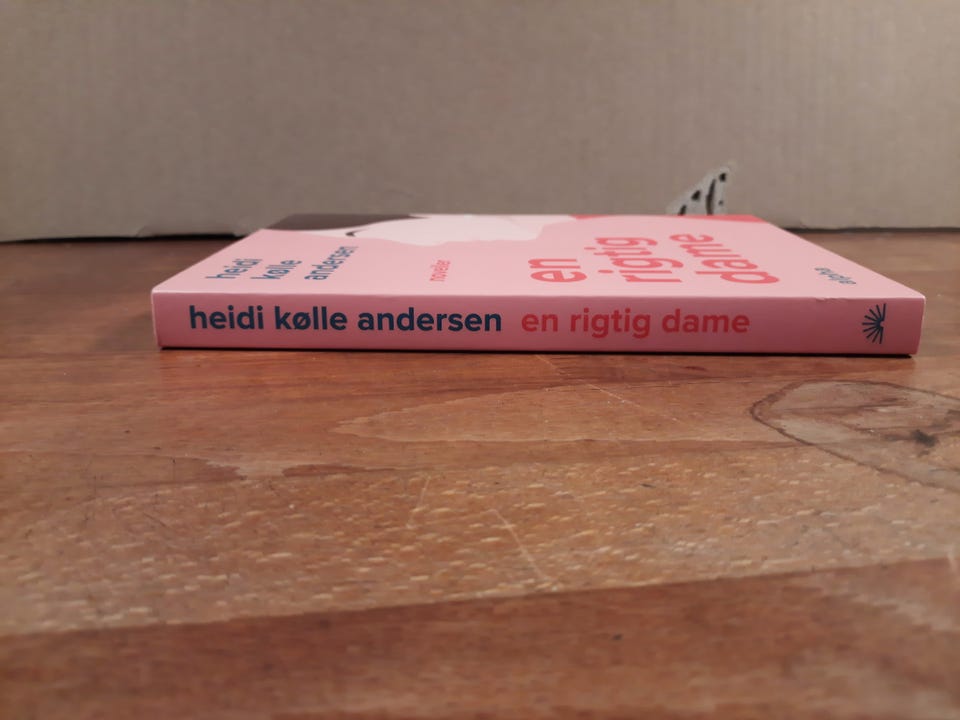 heidi
kølle
andersen
noveller
en
rigtig
dame
heidi kølle andersen en rigtig dame